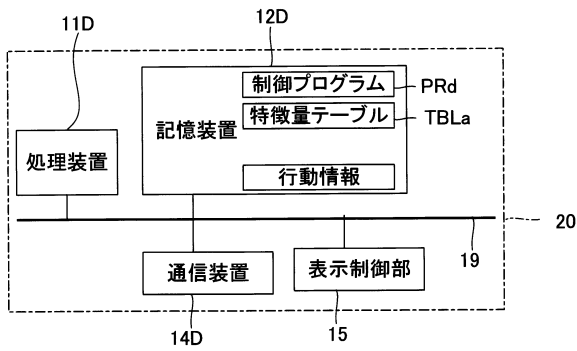 11D
12D
制御プログラム
PRd
記憶装置
特徴量テーブル
TBLa
処理装置
行動情報
20
19
通信装置
表示制御部
14D
15